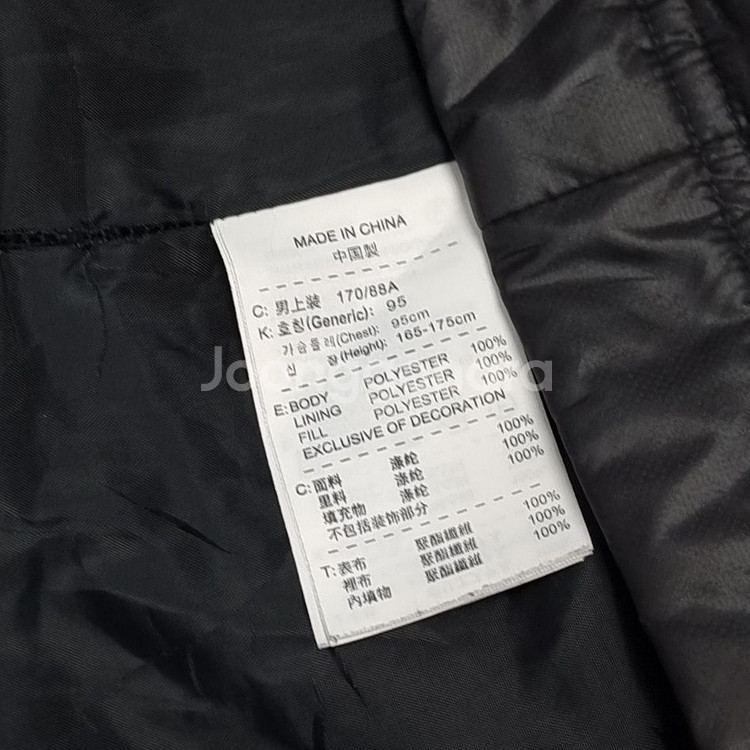 MADE IN CHINA
中国製
C: 男上装 170/88A
K: 호칭(Generic): 95
가슴둘레(Chest): 95cm
신 장(Height): 165-175cm
E: BODY POLYESTER 100%
LINING POLYESTER 100%
FILL POLYESTER 100%
EXCLUSIVE OF DECORATION
C: 面料 涤纶 100%
里料 涤纶 100%
填充物 涤纶 100%
不包括装饰部分
T: 表布 聚酯纖維 100%
裡布 聚酯纖維 100%
內填物 聚酯纖維 100%